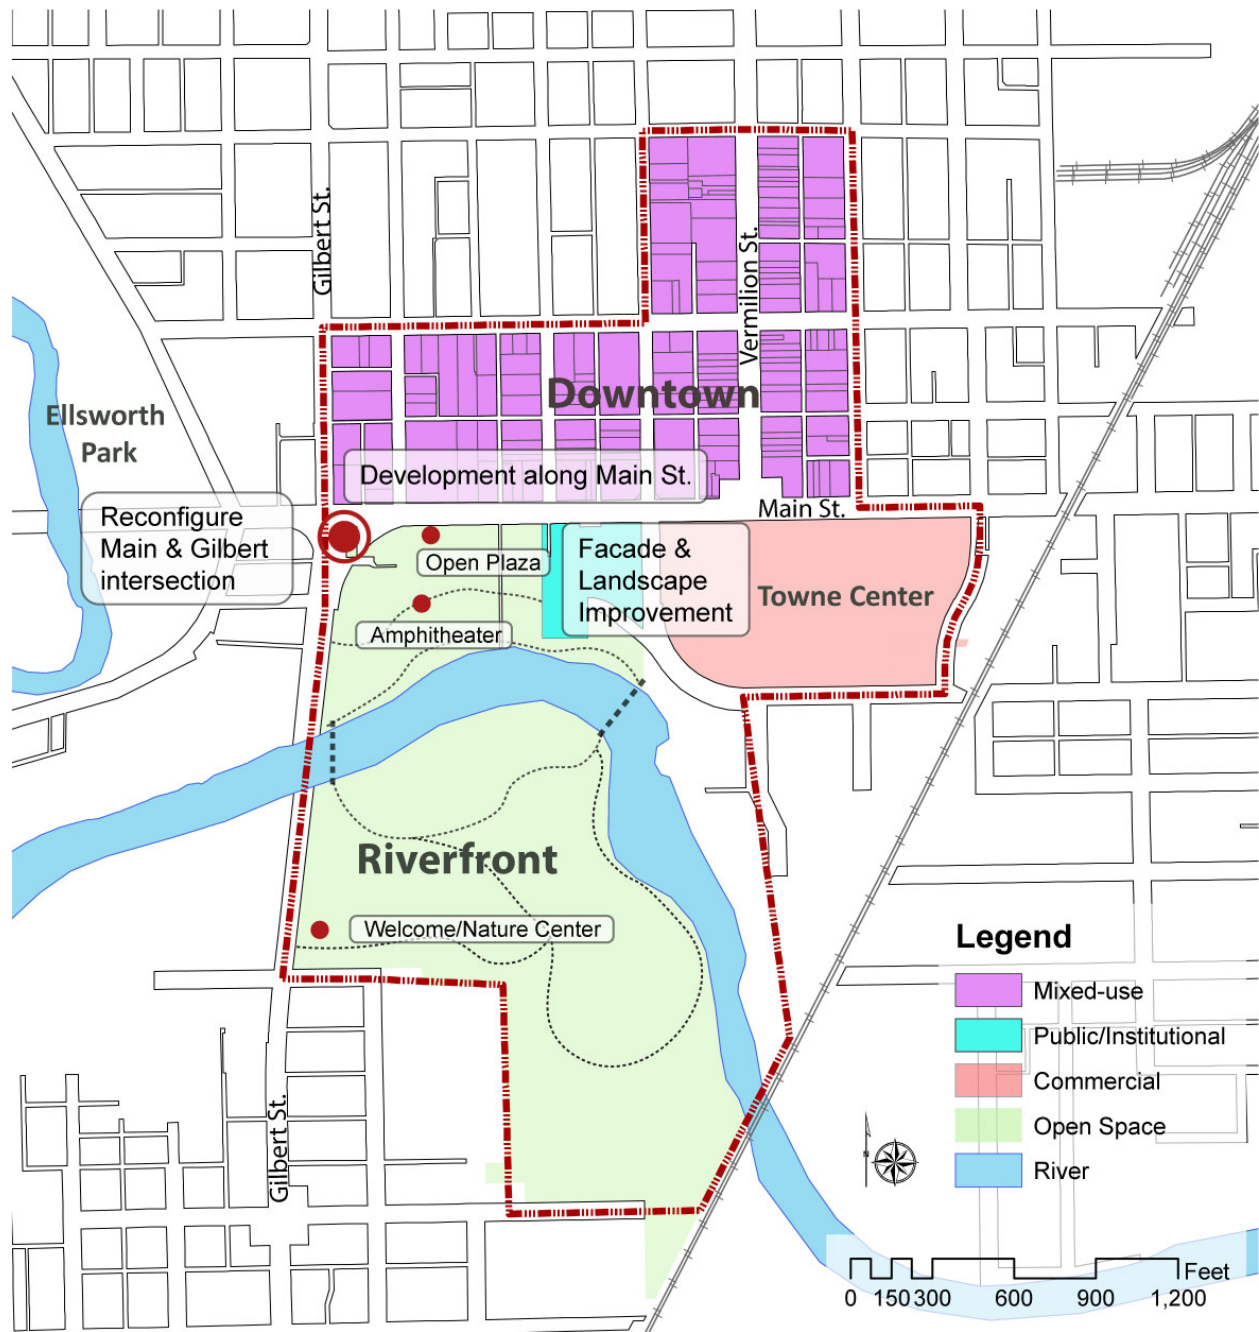 Gilbert St.
Vermilion St.
Downtown
Ellsworth
Park
Development along Main St.
Main St.
Reconfigure
Main & Gilbert
intersection
Open Plaza
Facade &
Landscape
Improvement
Towne Center
Amphitheater
Riverfront
Welcome/Nature Center
Gilbert St.
Legend
Mixed-use
Public/Institutional
Commercial
Open Space
River
Feet
0 150 300 600 900 1,200